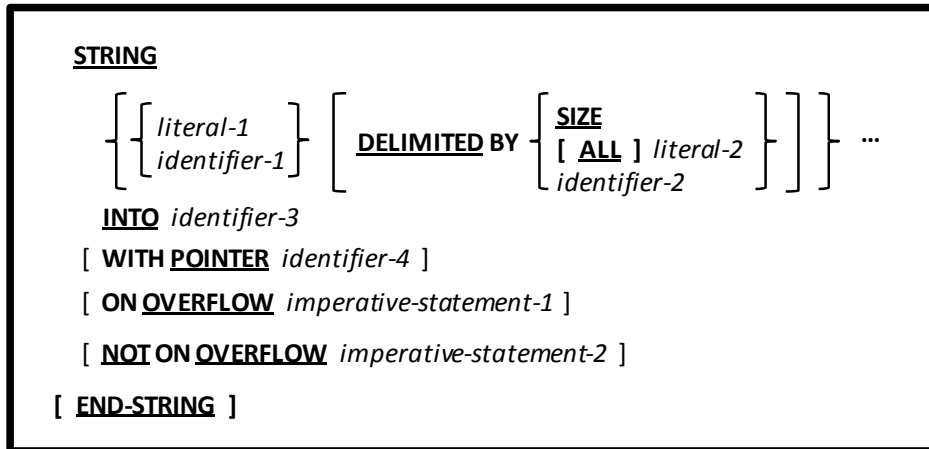 STRING
literal-1
identifier-1
DELIMITED BY
SIZE
[ ALL ] literal-2
identifier-2
...
INTO identifier-3
[ WITH POINTER identifier-4 ]
[ ON OVERFLOW imperative-statement-1 ]
[ NOT ON OVERFLOW imperative-statement-2 ]
[ END-STRING ]